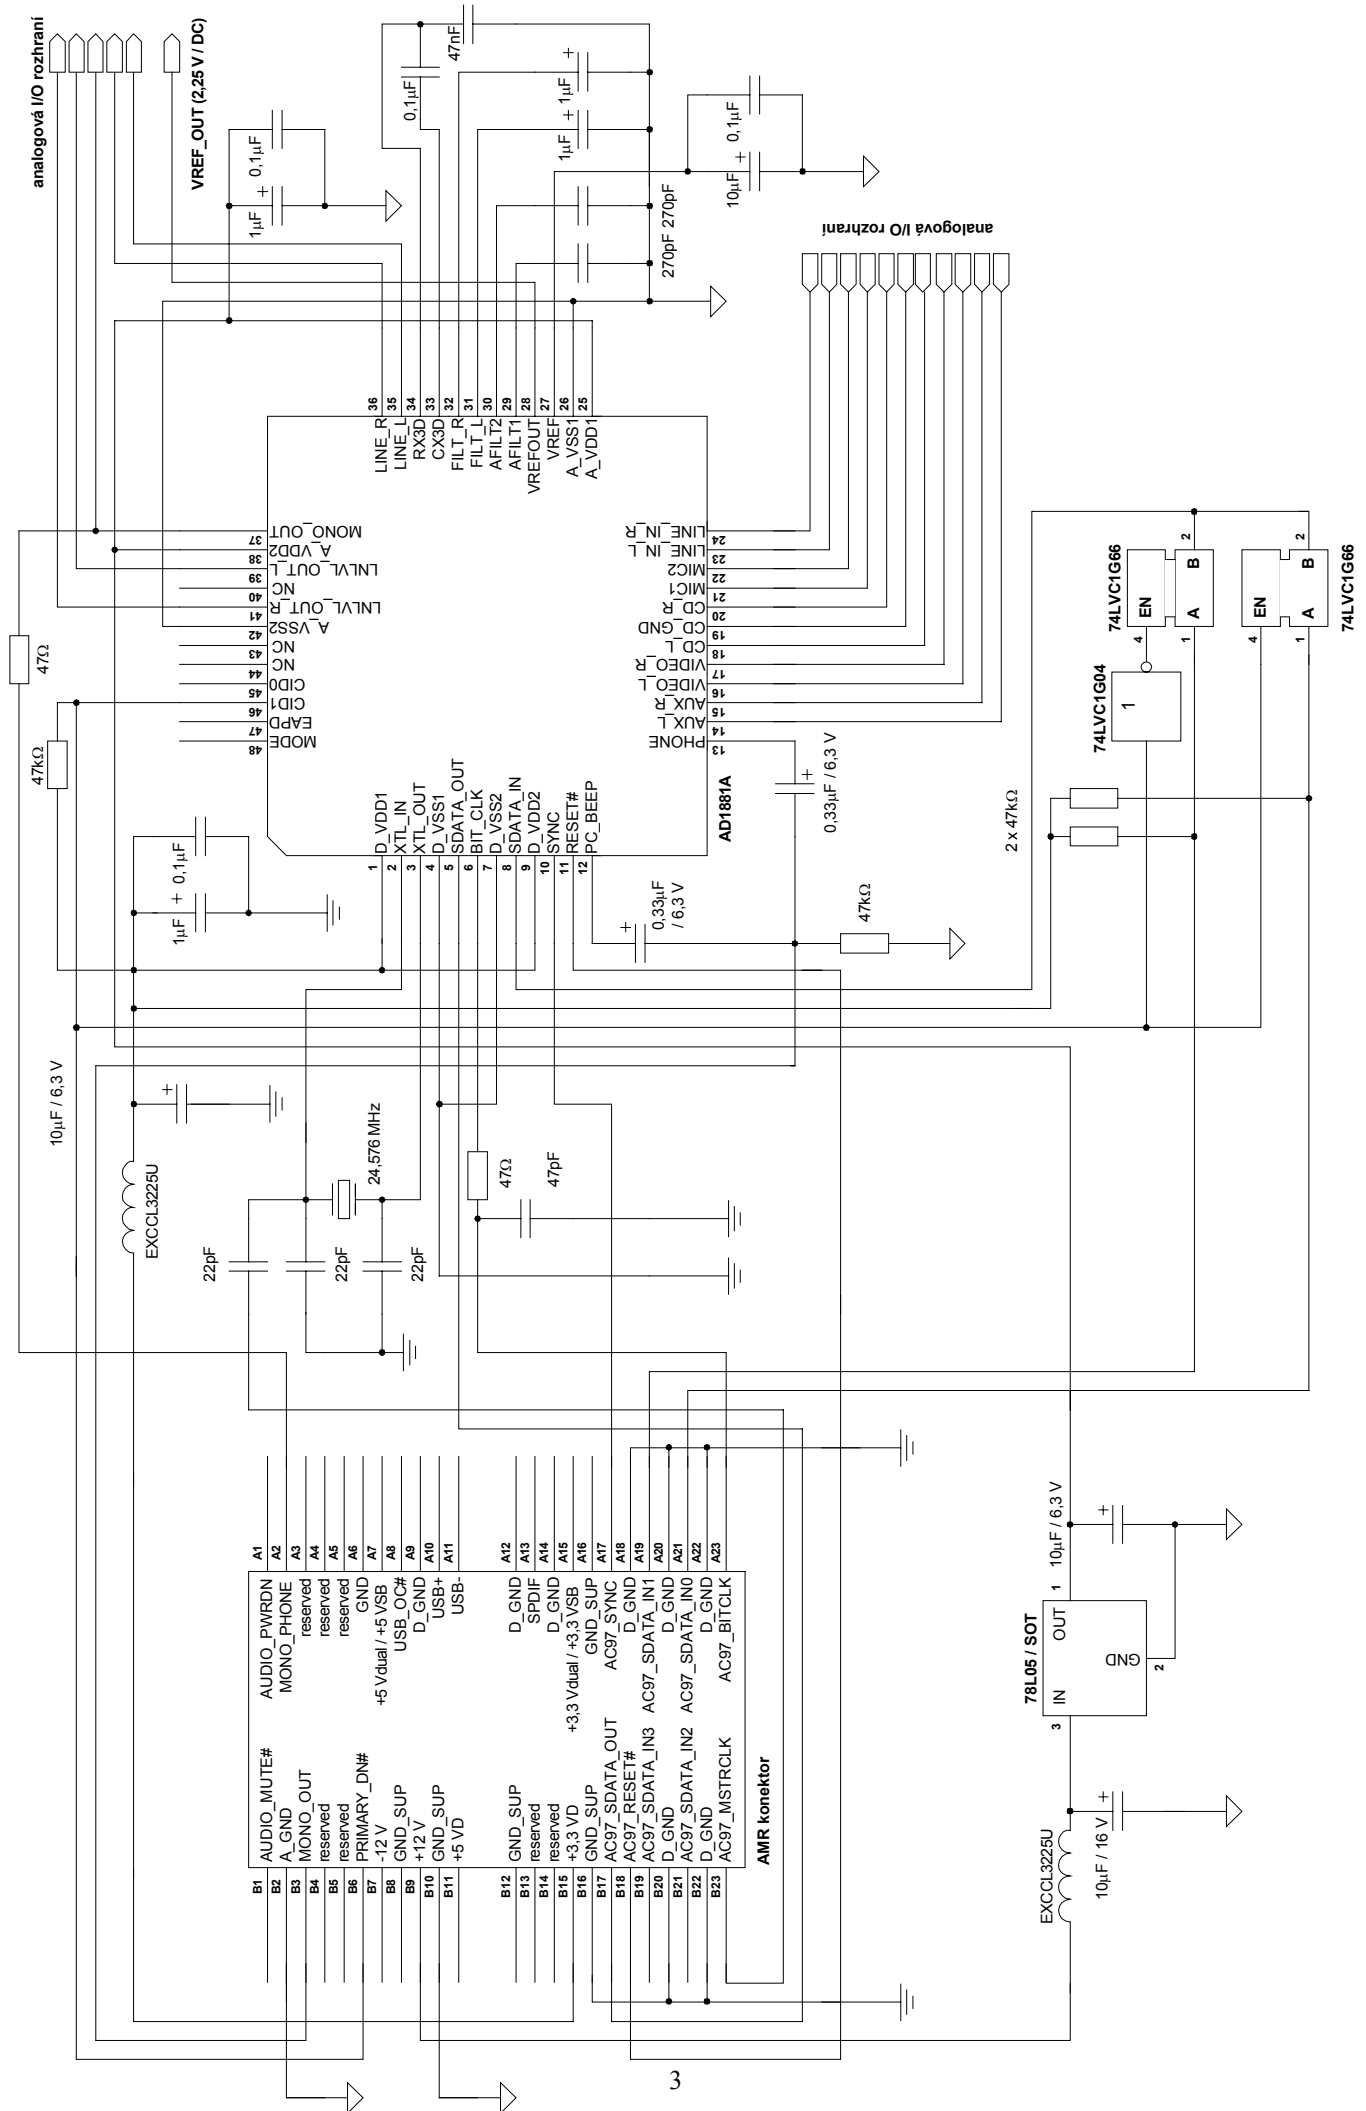 analogová I/O rozhraní
VREF_OUT (2,25 V / DC)
47nF
0,1µF
1µF
+
0,1µF
1µF
+
1µF
+
270pF
270pF
10µF
+
0,1µF
analogová I/O rozhraní
36
35
34
33
32
31
30
29
28
27
26
25
LINE_R
LINE_L
RX3D
CX3D
FILT_R
FILT_L
AFILT2
AFILT1
VREFOUT
VREF
A_VSS1
A_VDD1
37 MONO_OUT
38 A_VDD2
39 LNLVL_OUT_L
40 NC
41 LNLVL_OUT_R
42 A_VSS2
43 NC
44 NC
45 CID0
46 CID1
47 EAPD
48 MODE
24 LINE_IN_R
23 LINE_IN_L
22 MIC2
21 MIC1
20 CD_R
19 CD_GND
18 CD_L
17 VIDEO_R
16 VIDEO_L
15 AUX_R
14 AUX_L
13 PHONE
1 D_VDD1
2 XTL_IN
3 XTL_OUT
4 D_VSS1
5 SDATA_OUT
6 BIT_CLK
7 D_VSS2
8 SDATA_IN
9 D_VDD2
10 SYNC
11 RESET#
12 PC_BEEP
AD1881A
47Ω
47kΩ
1µF
+
0,1µF
0,33µF / 6,3 V
+
0,33µF
/ 6,3 V
+
47kΩ
2 x 47kΩ
74LVC1G66
EN
A
B
4
1
2
74LVC1G66
EN
A
B
4
1
2
74LVC1G04
1
10µF / 6,3 V
+
EXCCL3225U
24,576 MHz
22pF
22pF
22pF
47Ω
47pF
A1 AUDIO_PWRDN
A2 MONO_PHONE
A3 reserved
A4 reserved
A5 reserved
A6 GND
A7 +5 Vdual / +5 VSB
A8 USB_OC#
A9 D_GND
A10 USB+
A11 USB-
A12 D_GND
A13 SPDIF
A14 D_GND
A15 +3,3 Vdual / +3,3 VSB
A16 GND_SUP
A17 AC97_SYNC
A18 D_GND
A19 AC97_SDATA_IN1
A20 D_GND
A21 AC97_SDATA_IN0
A22 D_GND
A23 AC97_BITCLK
B1 AUDIO_MUTE#
B2 A_GND
B3 MONO_OUT
B4 reserved
B5 reserved
B6 PRIMARY_DN#
B7 -12 V
B8 GND_SUP
B9 +12 V
B10 GND_SUP
B11 +5 VD
B12 GND_SUP
B13 reserved
B14 reserved
B15 +3,3 VD
B16 GND_SUP
B17 AC97_SDATA_OUT
B18 AC97_RESET#
B19 AC97_SDATA_IN3
B20 D_GND
B21 AC97_SDATA_IN2
B22 D_GND
B23 AC97_MSTRCLK
AMR konektor
10µF / 6,3 V
+
78L05 / SOT
IN
OUT
GND
3
1
2
EXCCL3225U
10µF / 16 V
+
3